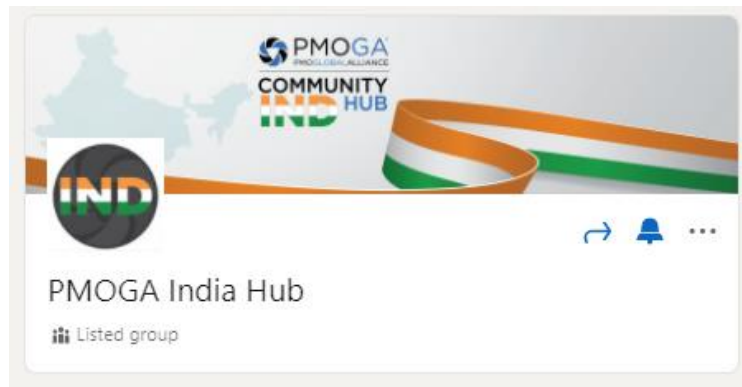 PMOGA
PMOGLOBALALLIANCE
COMMUNITY
IND HUB
IND
PMOGA India Hub
Listed group